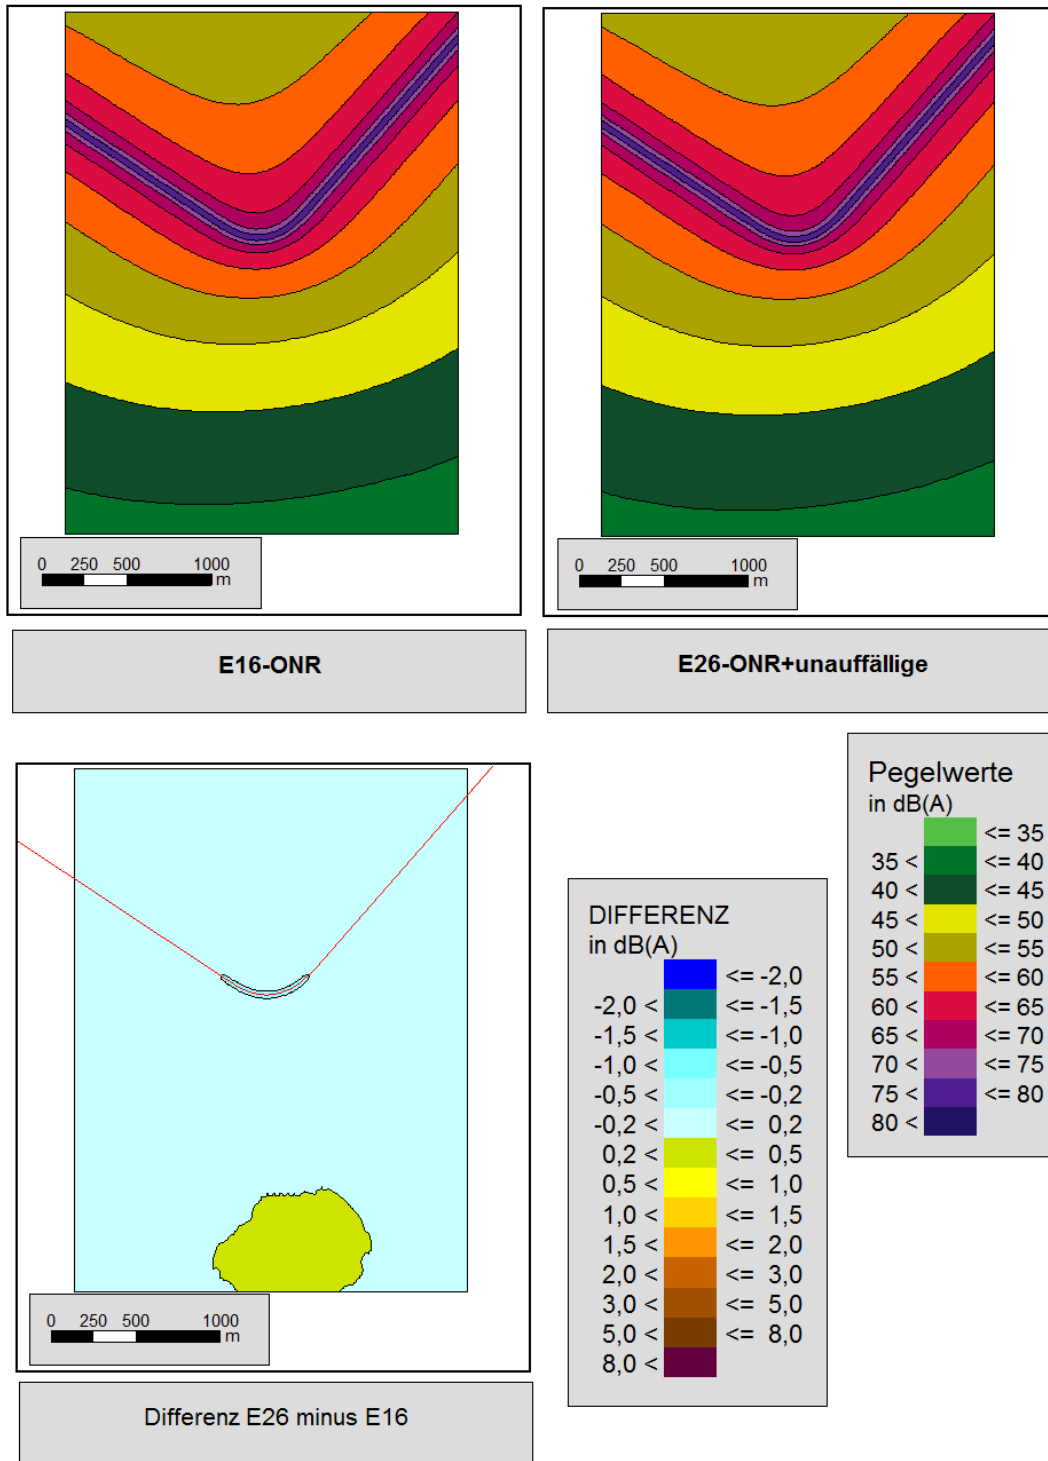 0 250 500 1000
m
E16-ONR
0 250 500 1000
m
E26-ONR+unauffällige
0 250 500 1000
m
Differenz E26 minus E16
DIFFERENZ
in dB(A)
<= -2,0
-2,0 < <= -1,5
-1,5 < <= -1,0
-1,0 < <= -0,5
-0,5 < <= -0,2
-0,2 < <= 0,2
0,2 < <= 0,5
0,5 < <= 1,0
1,0 < <= 1,5
1,5 < <= 2,0
2,0 < <= 3,0
3,0 < <= 5,0
5,0 < <= 8,0
8,0 <
Pegelwerte
in dB(A)
<= 35
35 < <= 40
40 < <= 45
45 < <= 50
50 < <= 55
55 < <= 60
60 < <= 65
65 < <= 70
70 < <= 75
75 < <= 80
80 <